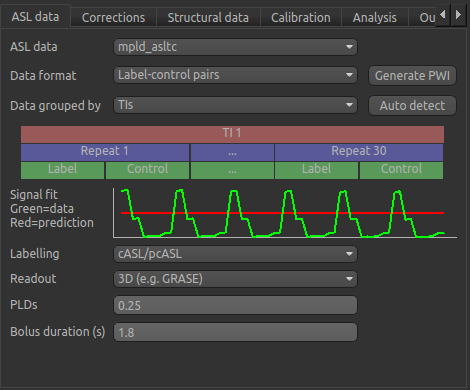 ASL data Corrections Structural data Calibration Analysis Ou
ASL data mpld_asltc
Data format Label-control pairs Generate PWI
Data grouped by TIs Auto detect
TI 1
Repeat 1 ... Repeat 30
Label Control ... Label Control
Signal fit
Green=data
Red=prediction
Labelling cASL/pcASL
Readout 3D (e.g. GRASE)
PLDs 0.25
Bolus duration (s) 1.8